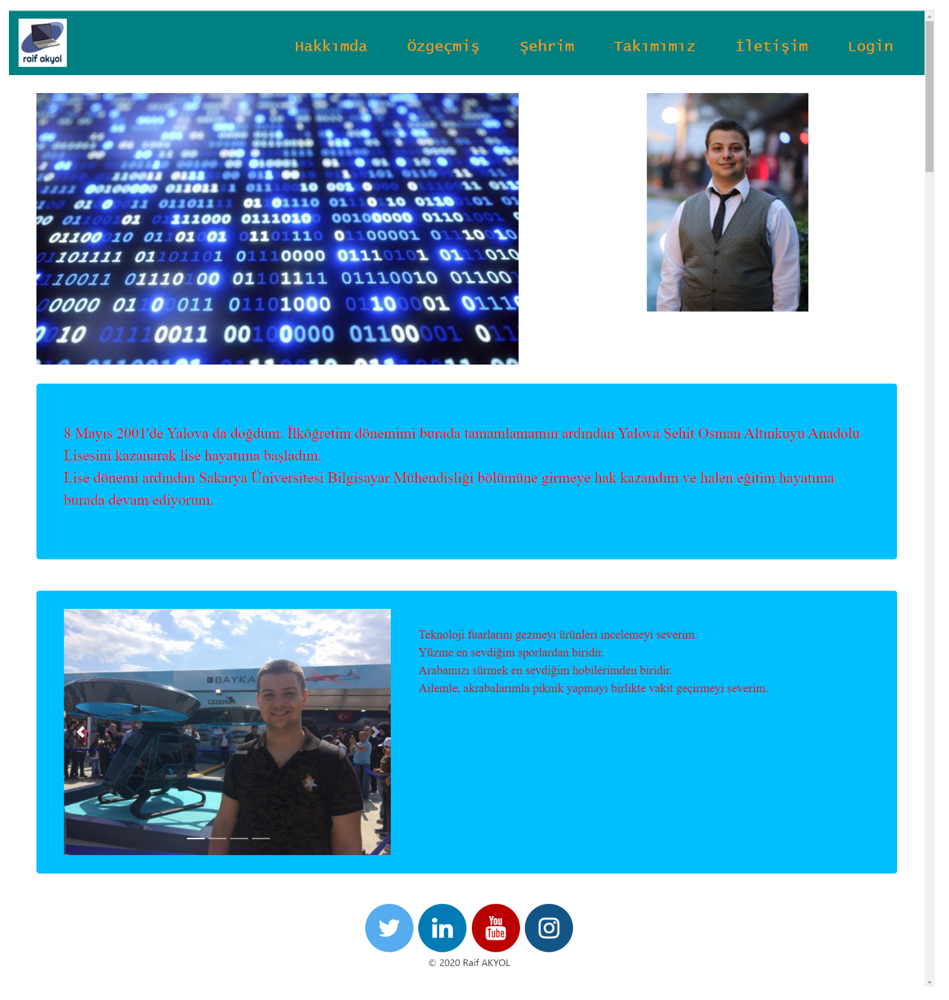 raif akyol
Hakkımda
Özgeçmiş
Şehrim
Takımımız
İletişim
Login
8 Mayıs 2001'de Yalova da doğdum. İlköğretim dönemimi burada tamamlamamın ardından Yalova Şehit Osman Altınkuyu Anadolu
Lisesini kazanarak lise hayatıma başladım.
Lise dönemi ardından Sakarya Üniversitesi Bilgisayar Mühendisliği bölümüne girmeye hak kazandım ve halen eğitim hayatıma
burada devam ediyorum.
BAYKA
CEZERİ
CEZERİ
Teknoloji fuarlarını gezmeyi ürünleri incelemeyi severim.
Yüzme en sevdiğim sporlardan biridir.
Arabamızı sürmek en sevdiğim hobilerimden biridir.
Ailemle, akrabalarımla piknik yapmayı birlikte vakit geçirmeyi severim.
in
You
Tube
© 2020 Raif AKYOL